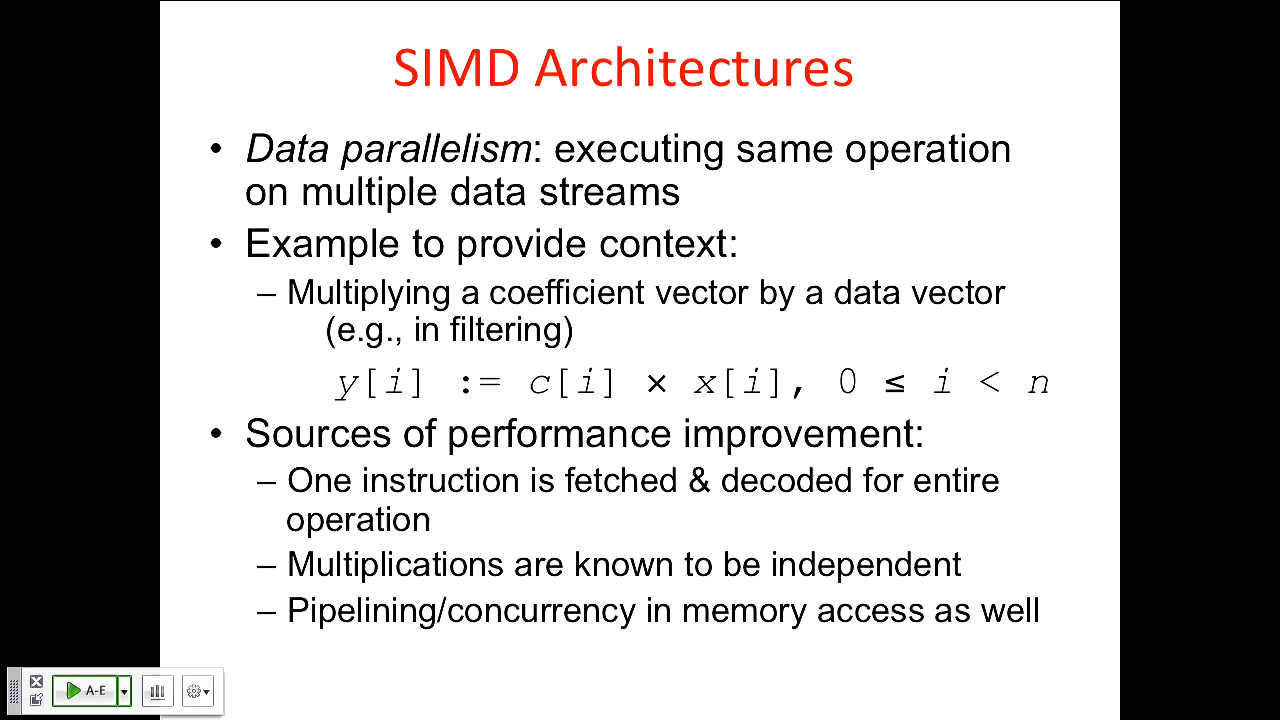 SIMD Architectures
• Data parallelism: executing same operation
on multiple data streams
• Example to provide context:
– Multiplying a coefficient vector by a data vector
(e.g., in filtering)
y[i] := c[i] × x[i], 0 ≤ i < n
• Sources of performance improvement:
– One instruction is fetched & decoded for entire
operation
– Multiplications are known to be independent
– Pipelining/concurrency in memory access as well
A-E